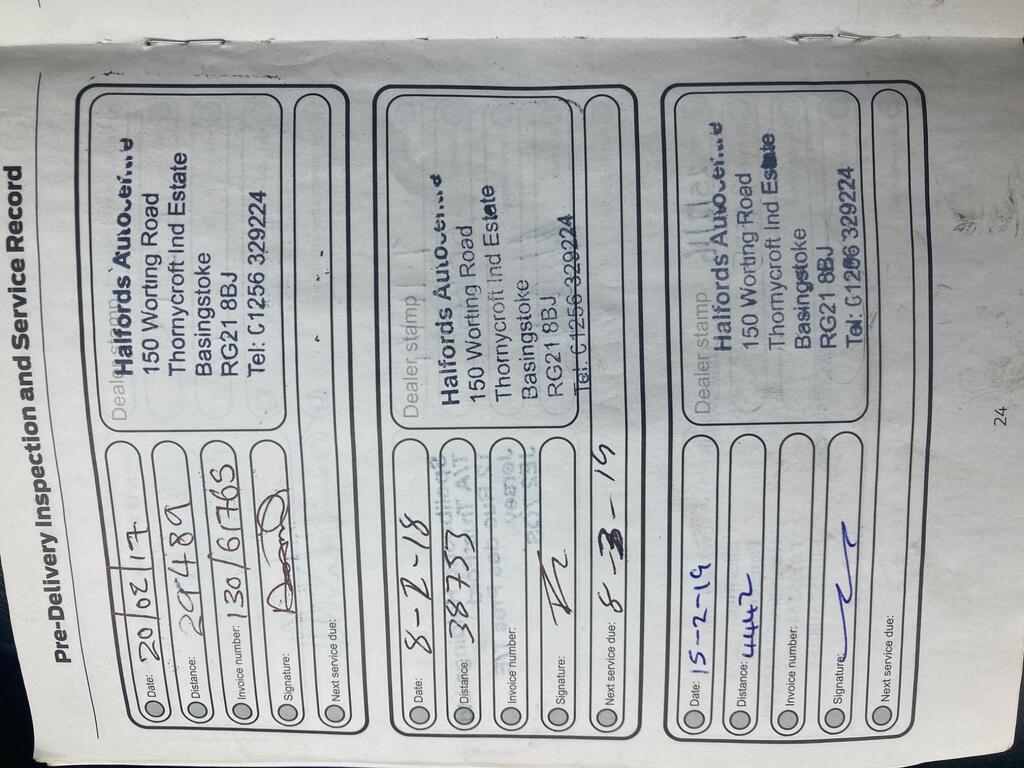 Pre-Delivery Inspection and Service Record
Date: 20/02/17
Distance: 29489
Invoice number: 130/61765
Signature:
Next service due:
Dealer stamp
Halfords Autocentre
150 Worting Road
Thornycroft Ind Estate
Basingstoke
RG21 8BJ
Tel: 01256 329224
Date: 8-2-18
Distance: 38753
Invoice number:
Signature:
Next service due: 8-3-19
Dealer stamp
Halfords Autocentre
150 Worting Road
Thornycroft Ind Estate
Basingstoke
RG21 8BJ
Tel: 01256 329224
Date: 15-2-19
Distance: 4442
Invoice number:
Signature:
Next service due:
Dealer stamp
Halfords Autocentre
150 Worting Road
Thornycroft Ind Estate
Basingstoke
RG21 8BJ
Tel: 01256 329224
24